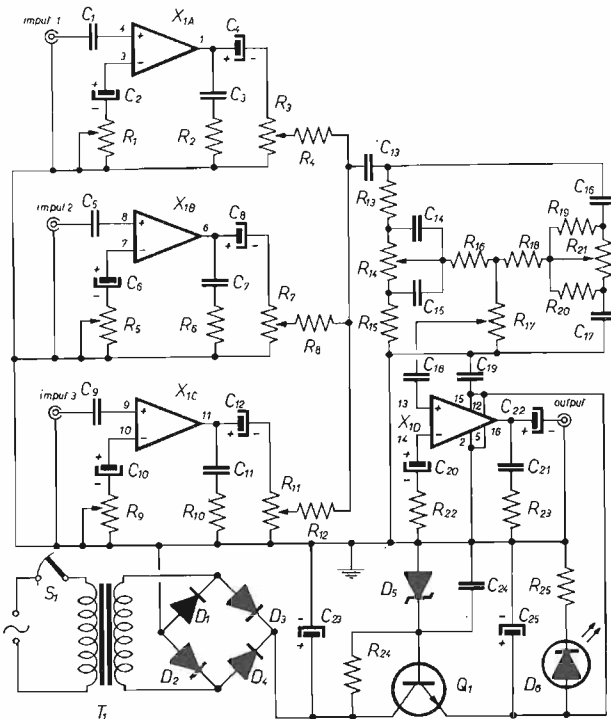 imput 1
C1
4
+
3
−
X1A
1
C4
+ −
C2
+
−
R1
C3
R2
R3
R4
C13
R13
C14
R14
C15
R15
R16
R18
R17
R19
R20
R21
C16
C17
imput 2
C5
8
+
7
−
X1B
6
C8
+ −
C6
+
−
R5
C7
R6
R7
R8
imput 3
C9
9
+
10
−
X1C
11
C12
+ −
C10
+
−
R9
C11
R10
R11
R12
C18
C19
13
+
X1D
14
−
15
12
2
5
16
C22
+ −
output
C20
+
−
R22
C21
R23
S1
T1
D1
D2
D3
D4
C23
−
+
D5
R24
C24
Q1
C25
−
+
R25
D6